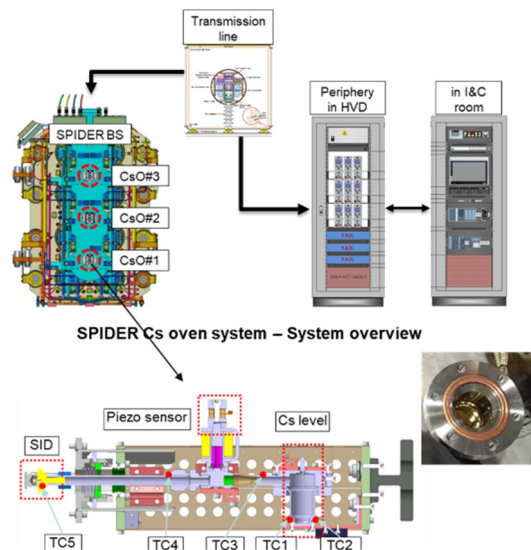 Transmission
line
Periphery
in HVD
in I&C
room
SPIDER BS
CsO#3
CsO#2
CsO#1
SPIDER Cs oven system – System overview
Piezo sensor
Cs level
SID
TC5
TC4
TC3
TC1
TC2